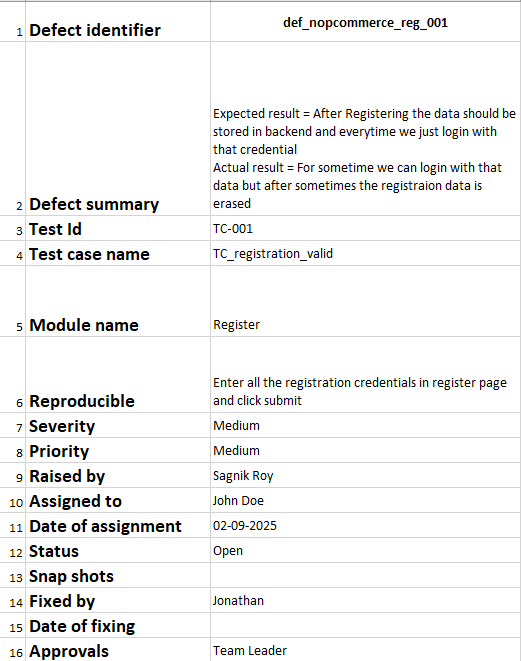 1 Defect identifier def_nopcommerce_reg_001
Expected result = After Registering the data should be
stored in backend and everytime we just login with
that credential
Actual result = For sometime we can login with that
data but after sometimes the registraion data is
2 Defect summary erased
3 Test Id TC-001
4 Test case name TC_registration_valid
5 Module name Register
Enter all the registration credentials in register page
6 Reproducible and click submit
7 Severity Medium
8 Priority Medium
9 Raised by Sagnik Roy
10 Assigned to John Doe
11 Date of assignment 02-09-2025
12 Status Open
13 Snap shots
14 Fixed by Jonathan
15 Date of fixing
16 Approvals Team Leader